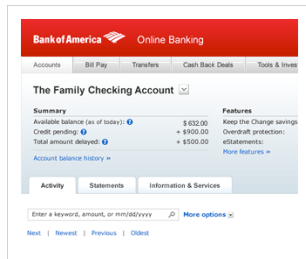 Bank of America Online Banking
Accounts Bill Pay Transfers Cash Back Deals Tools & Inves
The Family Checking Account
Summary Features
Available balance (as of today): $ 632.00 Keep the Change savings
Credit pending: + $900.00 Overdraft protection:
Total amount delayed: + $500.00 eStatements:
More features »
Account balance history »
Activity Statements Information & Services
Enter a keyword, amount, or mm/dd/yyyy More options
Next | Newest | Previous | Oldest